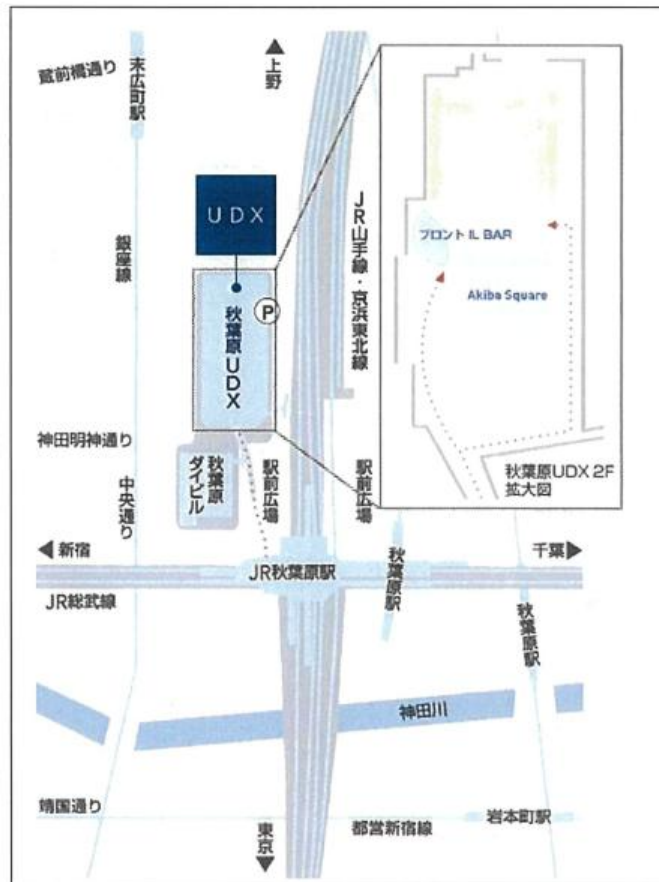 蔵前橋通り
末広町駅
上野
UDX
銀座線
JR山手線・京浜東北線
P
秋葉原UDX
プロント IL BAR
Akiba Square
秋葉原UDX 2F
拡大図
神田明神通り
中央通り
秋葉原
ダイビル
駅前広場
駅前広場
新宿
JR秋葉原駅
秋葉原駅
千葉
JR総武線
秋葉原駅
神田川
靖国通り
東京
都営新宿線
岩本町駅